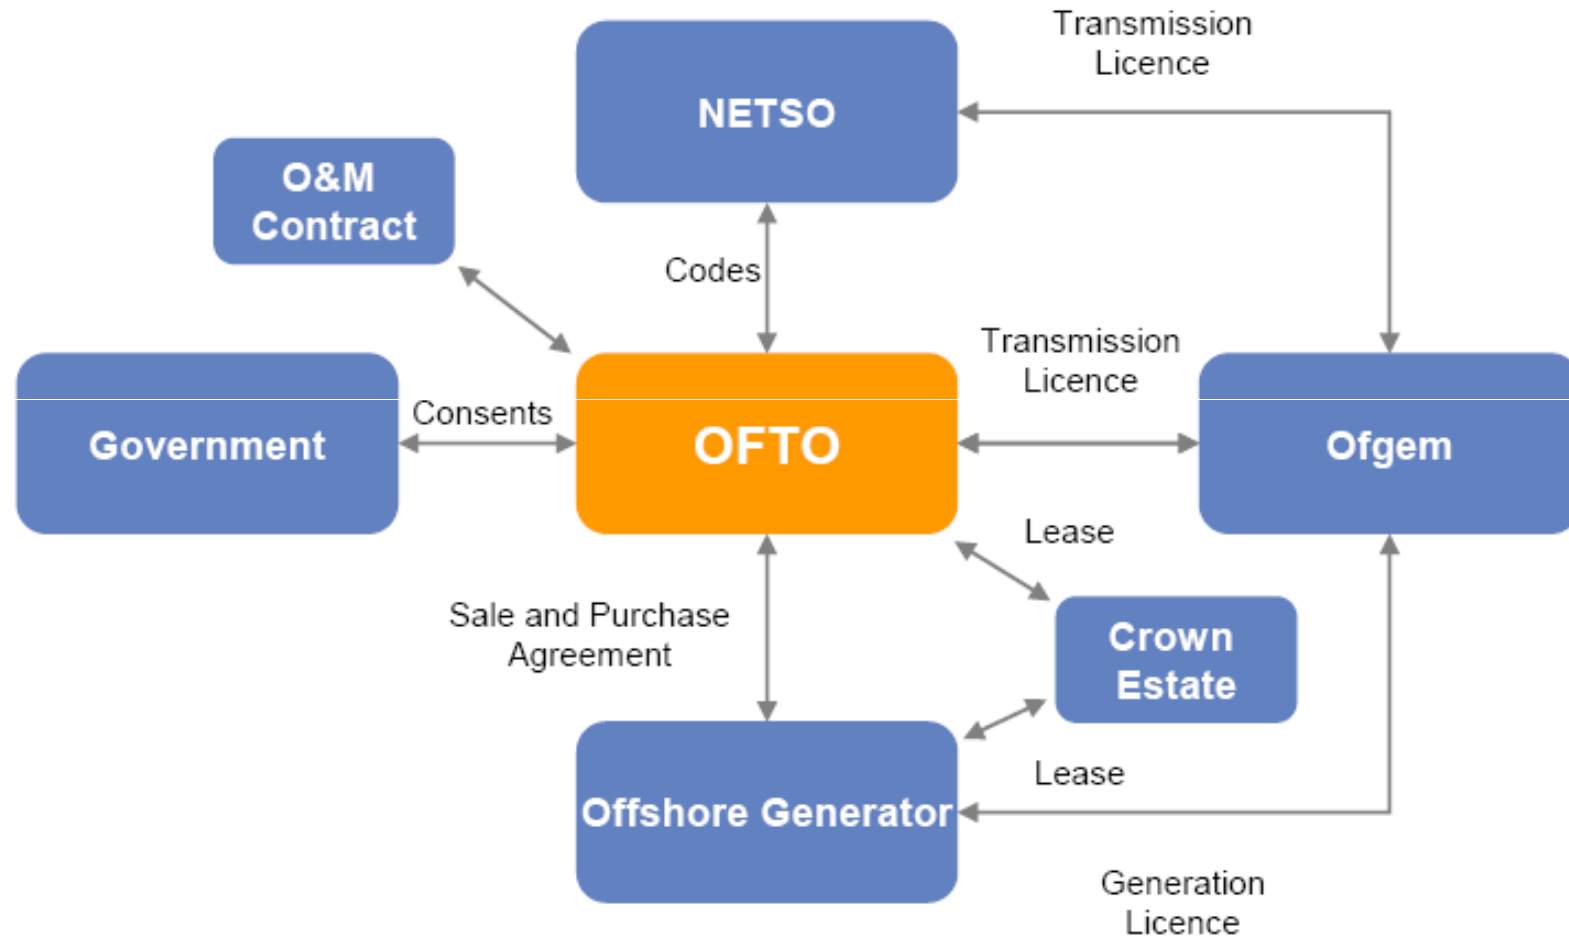 Transmission
Licence
NETSO
O&M
Contract
Codes
Transmission
Licence
Government
Consents
OFTO
Ofgem
Lease
Sale and Purchase
Agreement
Crown
Estate
Lease
Offshore Generator
Generation
Licence